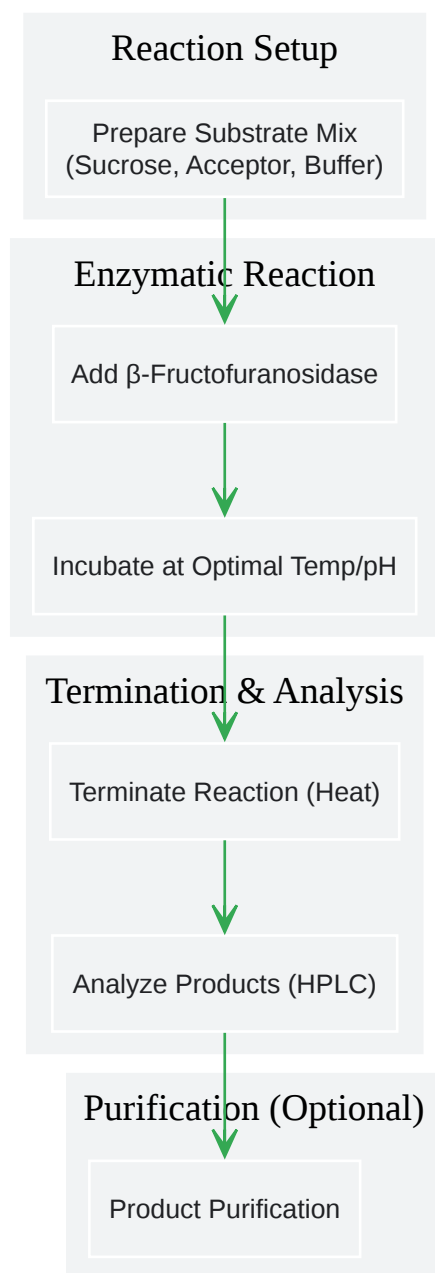 Reaction Setup
Prepare Substrate Mix
(Sucrose, Acceptor, Buffer)
Enzymatic Reaction
Add β-Fructofuranosidase
Incubate at Optimal Temp/pH
Termination & Analysis
Terminate Reaction (Heat)
Analyze Products (HPLC)
Purification (Optional)
Product Purification